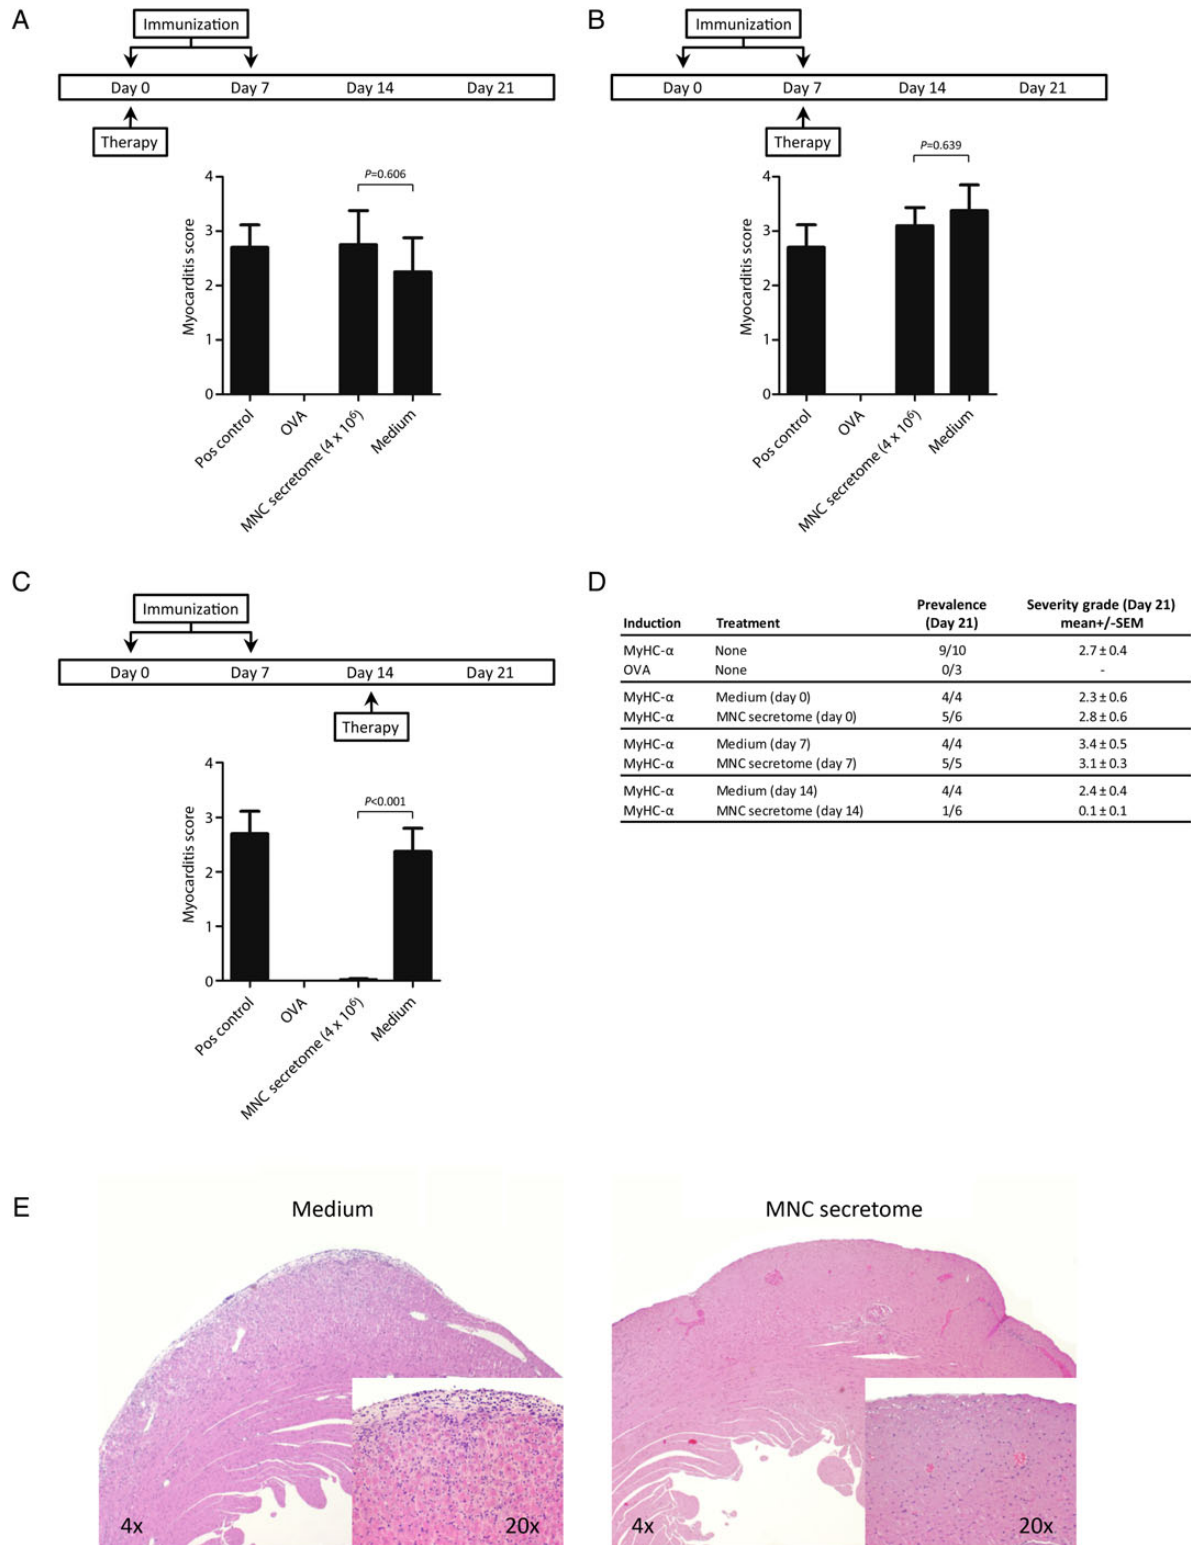 A
Immunization
Day 0 Day 7 Day 14 Day 21
Therapy
P=0.606
Myocarditis score
4
3
2
1
0
Pos control
OVA
MNC secretome (4 x 10⁶)
Medium
B
Immunization
Day 0 Day 7 Day 14 Day 21
Therapy
P=0.639
Myocarditis score
4
3
2
1
0
Pos control
OVA
MNC secretome (4 x 10⁶)
Medium
C
Immunization
Day 0 Day 7 Day 14 Day 21
Therapy
P<0.001
Myocarditis score
4
3
2
1
0
Pos control
OVA
MNC secretome (4 x 10⁶)
Medium
D
Prevalence Severity grade (Day 21)
Induction Treatment (Day 21) mean+/-SEM
MyHC-α None 9/10 2.7 ± 0.4
OVA None 0/3 -
MyHC-α Medium (day 0) 4/4 2.3 ± 0.6
MyHC-α MNC secretome (day 0) 5/6 2.8 ± 0.6
MyHC-α Medium (day 7) 4/4 3.4 ± 0.5
MyHC-α MNC secretome (day 7) 5/5 3.1 ± 0.3
MyHC-α Medium (day 14) 4/4 2.4 ± 0.4
MyHC-α MNC secretome (day 14) 1/6 0.1 ± 0.1
E
Medium
4x
20x
MNC secretome
4x
20x